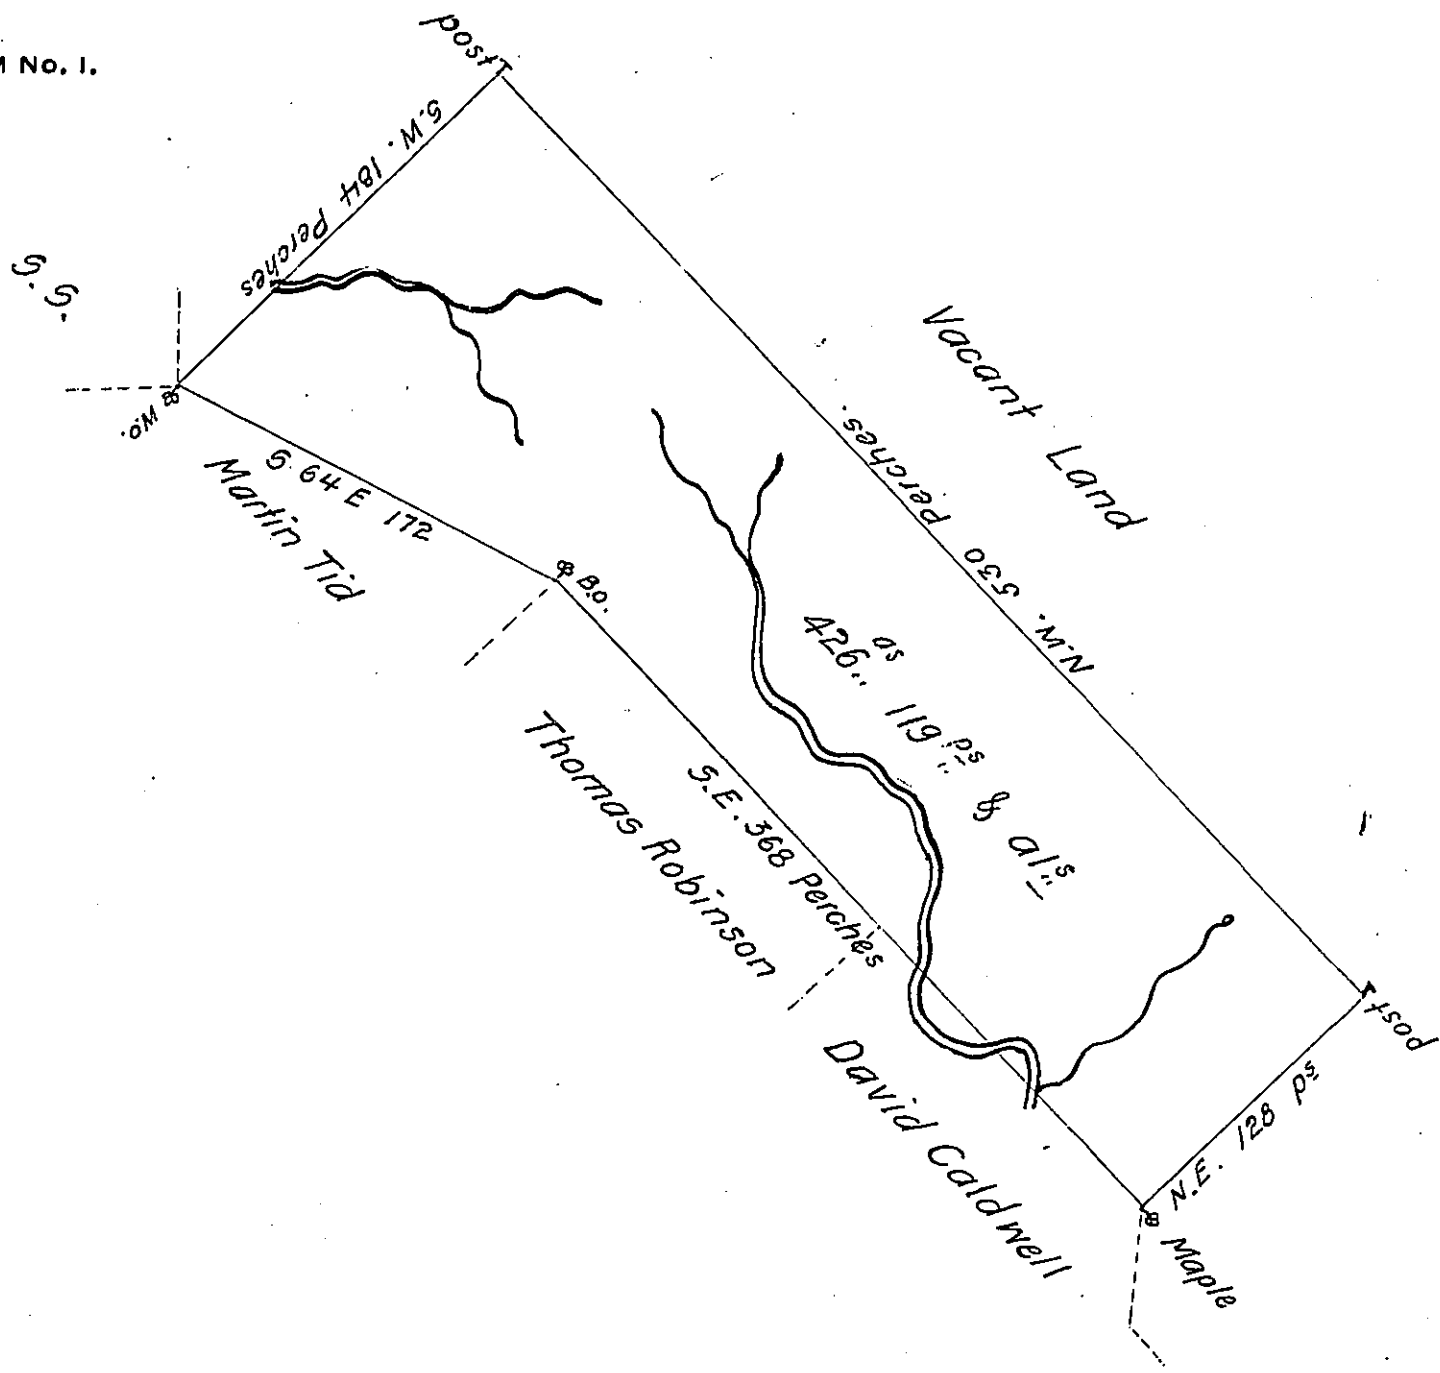 No. 1.
post
S.W. 184 Perches
S.S.
W.O.
S. 64 E 172
Martin Tid
B.O.
Vacant Land
N.W. 530 perches.
426.. as 119 ps.. & als..
Thomas Robinson
S.E. 368 Perches
David Caldwell
post
N.E. 128 ps
Maple